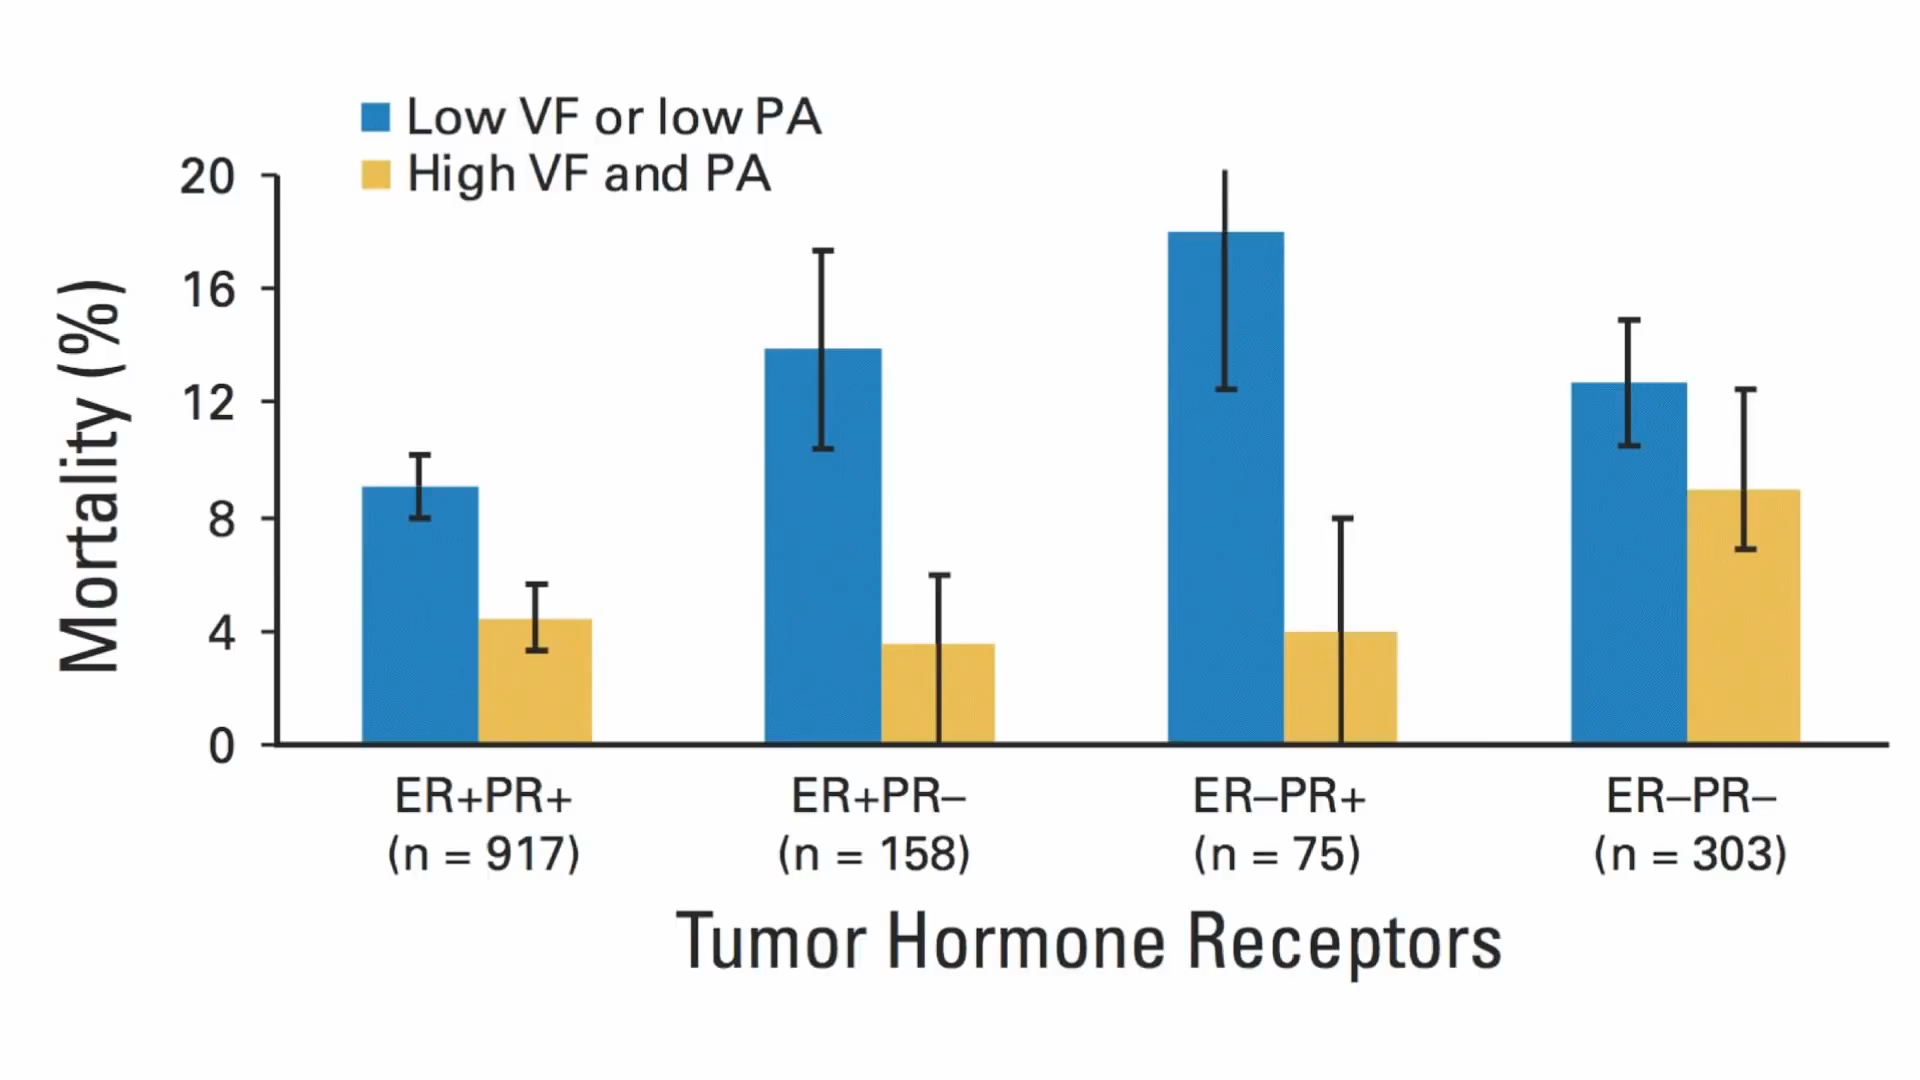 Low VF or low PA
High VF and PA
Mortality (%)
20
16
12
8
4
0
ER+PR+
(n = 917)
ER+PR–
(n = 158)
ER–PR+
(n = 75)
ER–PR–
(n = 303)
Tumor Hormone Receptors